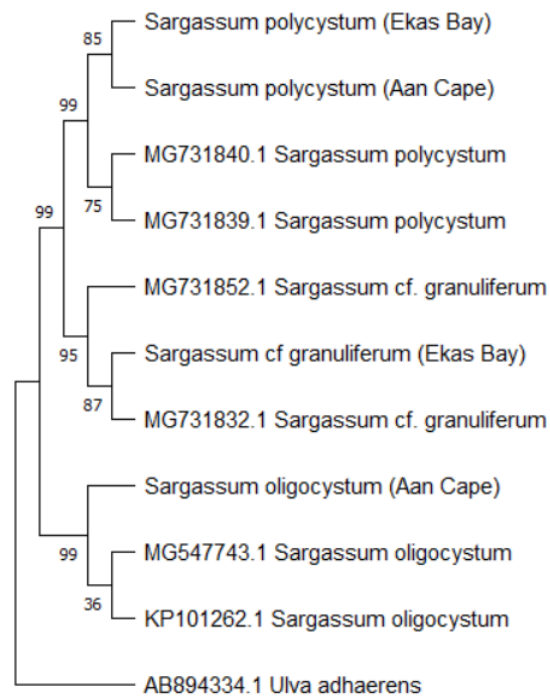 85
Sargassum polycystum (Ekas Bay)
Sargassum polycystum (Aan Cape)
99
MG731840.1 Sargassum polycystum
75
MG731839.1 Sargassum polycystum
99
MG731852.1 Sargassum cf. granuliferum
95
Sargassum cf granuliferum (Ekas Bay)
87
MG731832.1 Sargassum cf. granuliferum
Sargassum oligocystum (Aan Cape)
99
MG547743.1 Sargassum oligocystum
36
KP101262.1 Sargassum oligocystum
AB894334.1 Ulva adhaerens